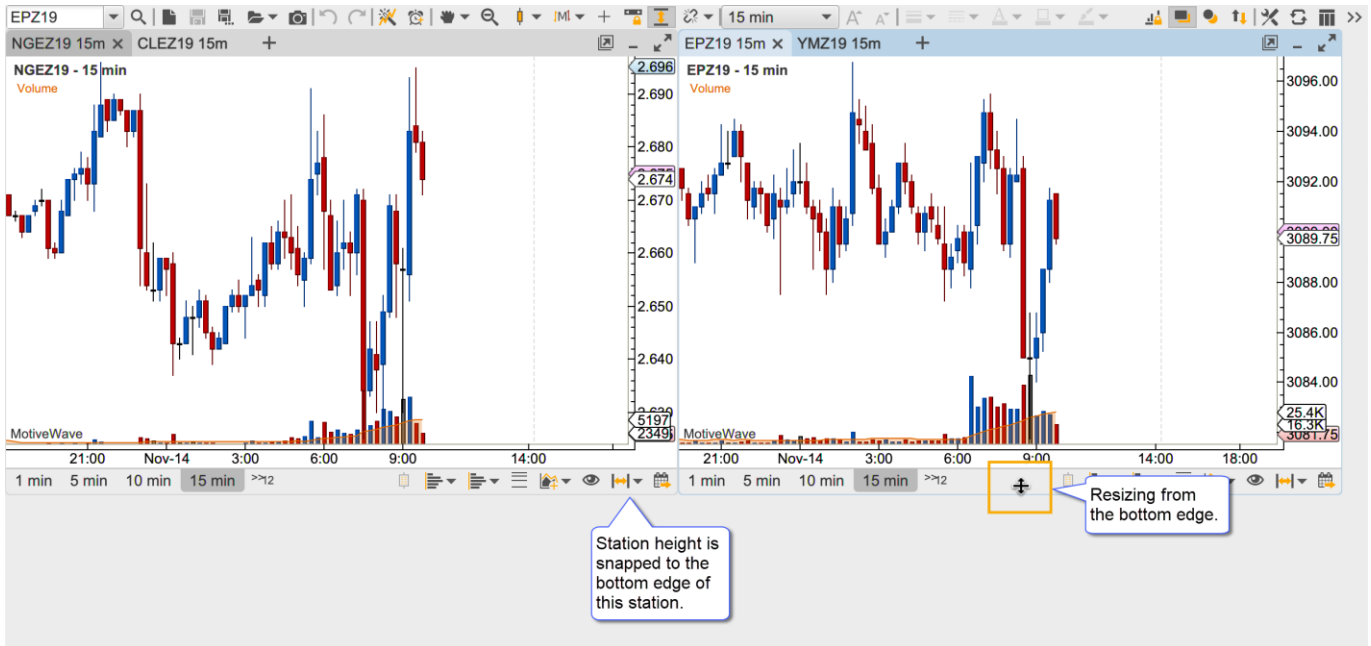 EPZ19 15 min
NGEZ19 15m CLEZ19 15m
EPZ19 15m YMZ19 15m
NGEZ19 - 15 min
Volume
2.696
2.690
2.680
2.674
2.670
2.660
2.650
2.640
5197
2349
MotiveWave
21:00 Nov-14 3:00 6:00 9:00 14:00
1 min 5 min 10 min 15 min >>12
EPZ19 - 15 min
Volume
3096.00
3094.00
3092.00
3089.75
3088.00
3086.00
3084.00
25.4K
16.3K
3081.75
MotiveWave
21:00 Nov-14 3:00 6:00 9:00 14:00 18:00
1 min 5 min 10 min 15 min >>12
Resizing from
the bottom edge.
Station height is
snapped to the
bottom edge of
this station.